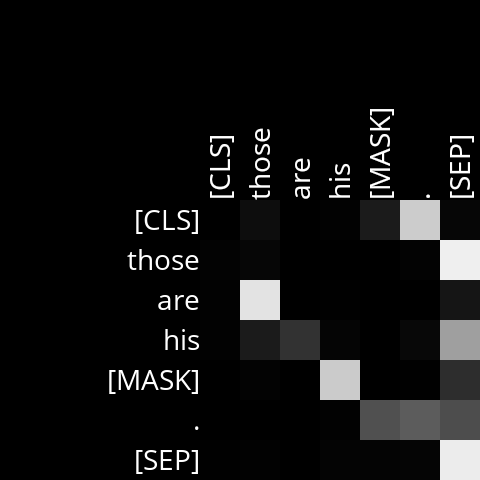 [CLS] those are his [MASK] . [SEP]
[CLS]
those
are
his
[MASK]
.
[SEP]